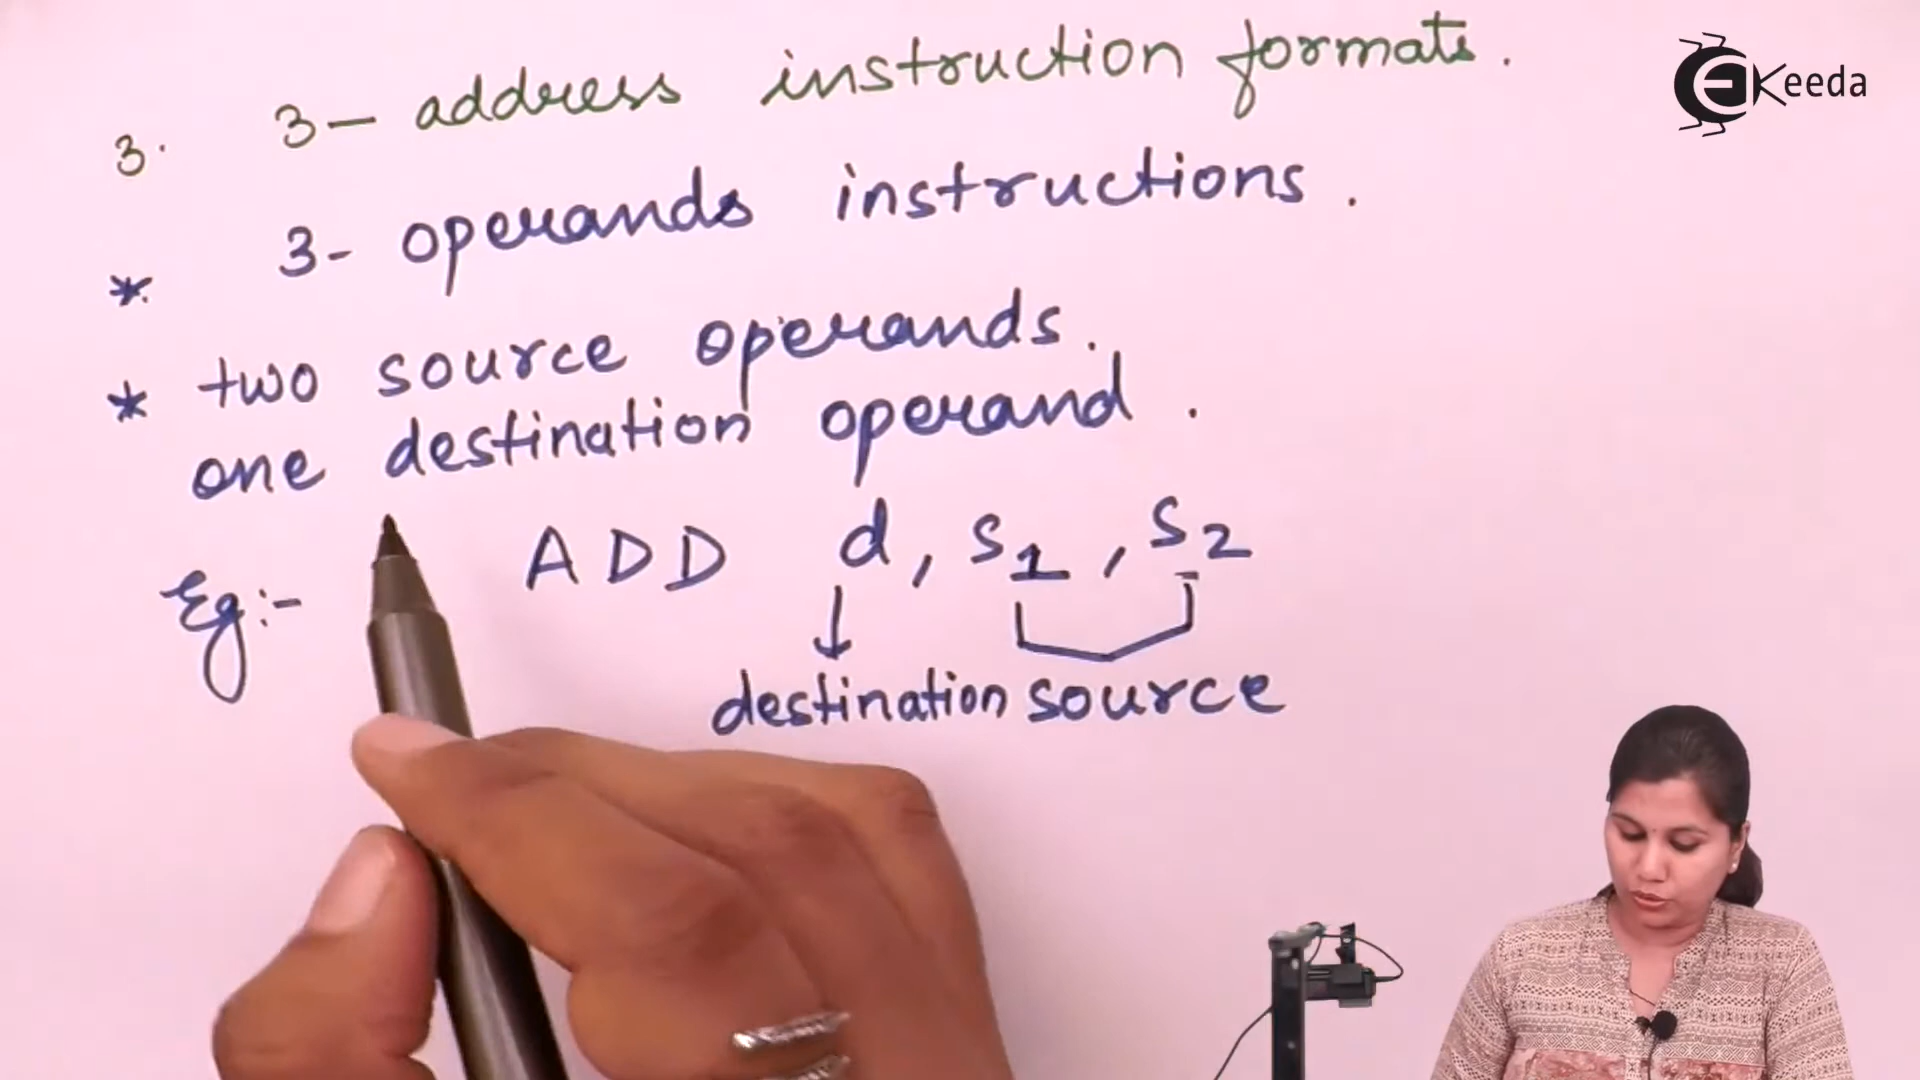 3. 3- address instruction formats.
* 3- operands instructions.
* two source operands.
one destination operand.
Eg:- ADD d, s1, s2
destination source
EKeeda